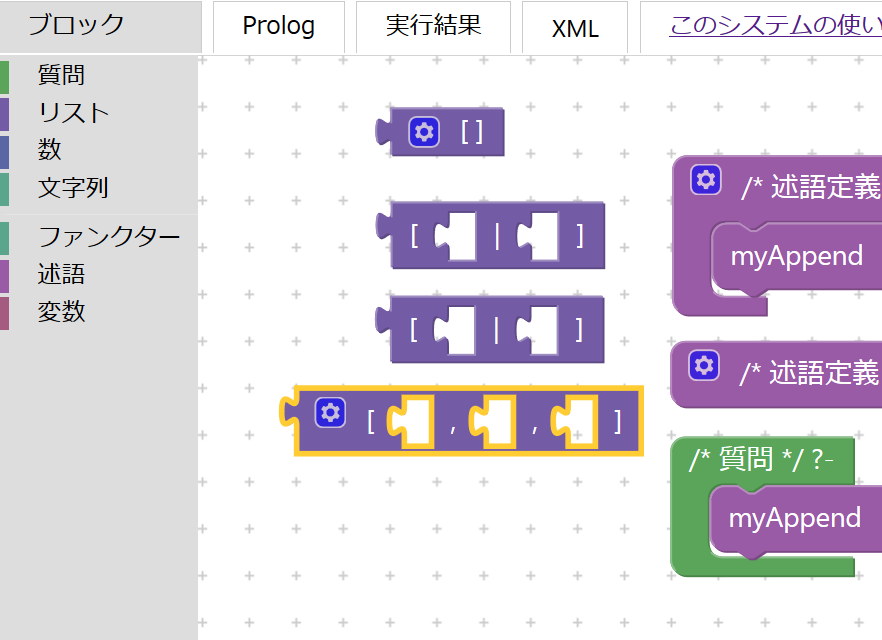 ブロック
Prolog
実行結果
XML
このシステムの使い
質問
リスト
数
文字列
ファンクター
述語
変数
[]
[ | ]
[ | ]
[ , , ]
/* 述語定義
myAppend
/* 述語定義
/* 質問 */ ?-
myAppend